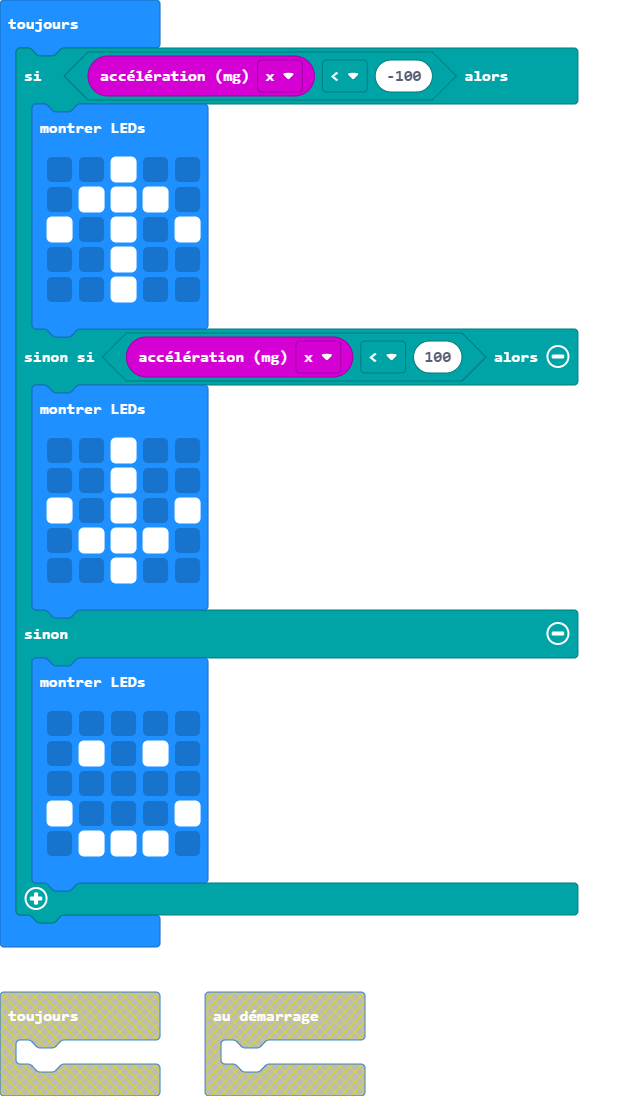 toujours
si accélération (mg) x < -100 alors
montrer LEDs
sinon si accélération (mg) x < 100 alors
montrer LEDs
sinon
montrer LEDs
toujours
au démarrage